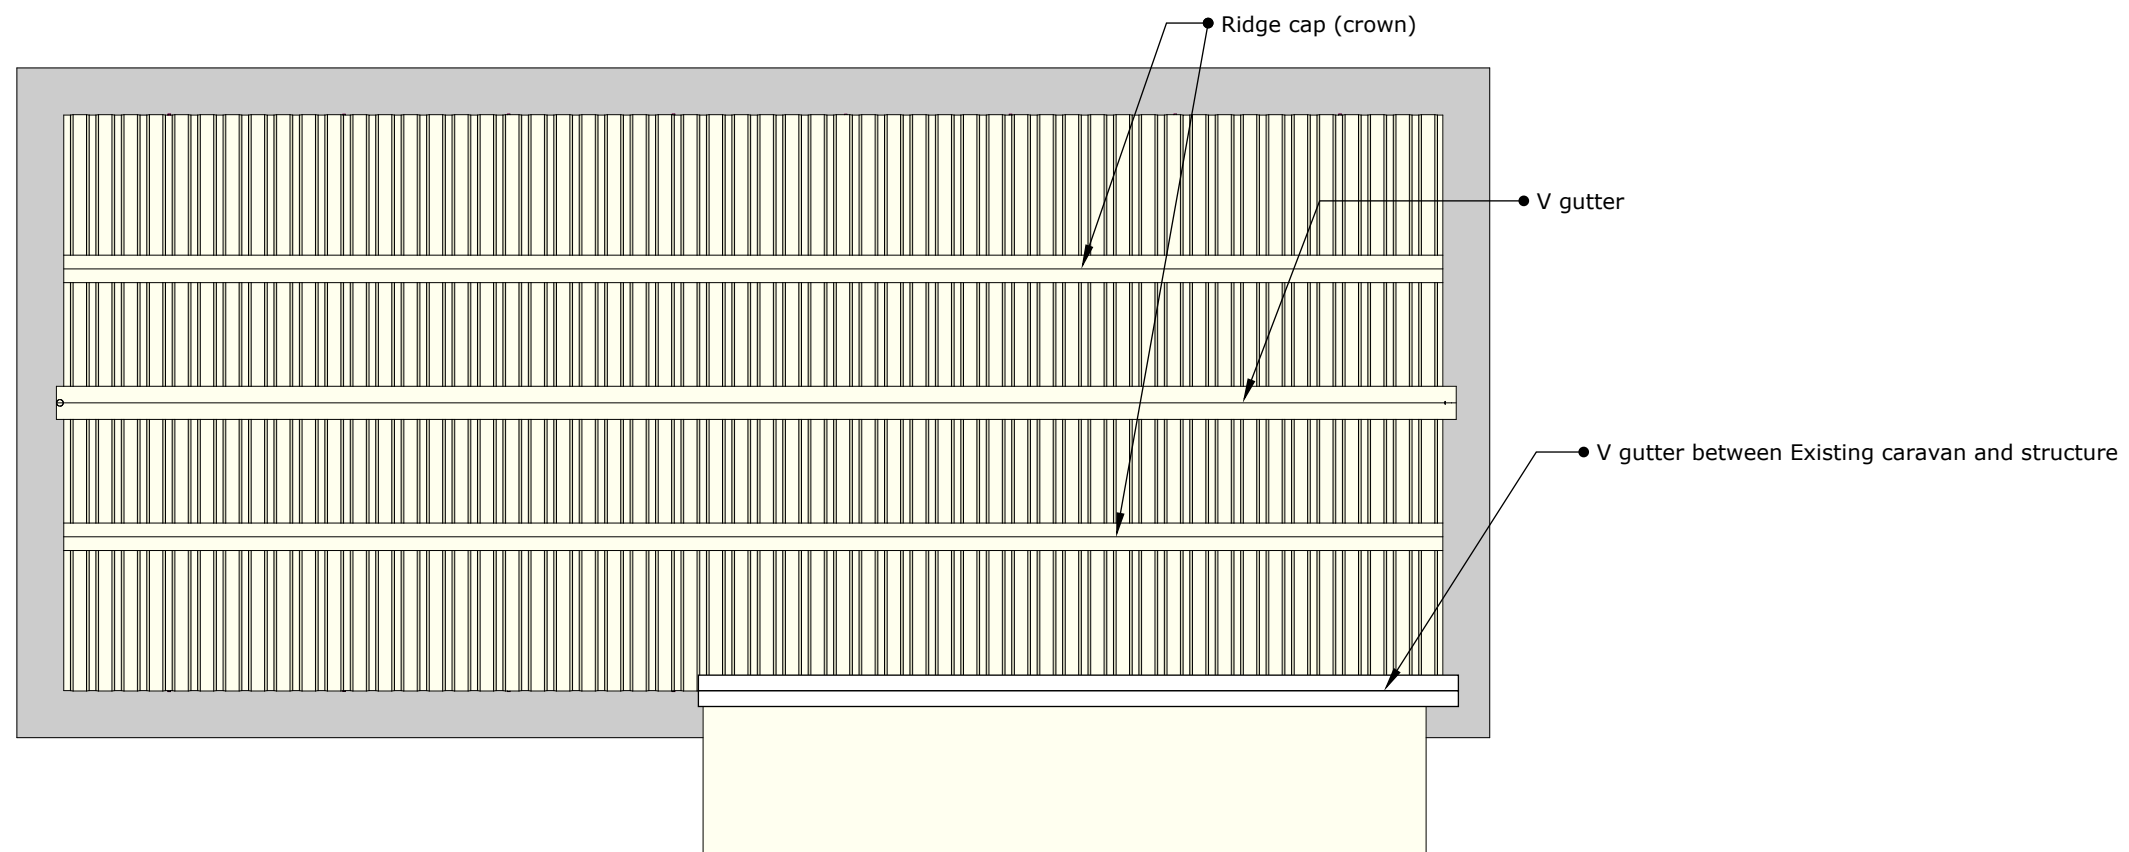 Ridge cap (crown)
V gutter
V gutter between Existing caravan and structure